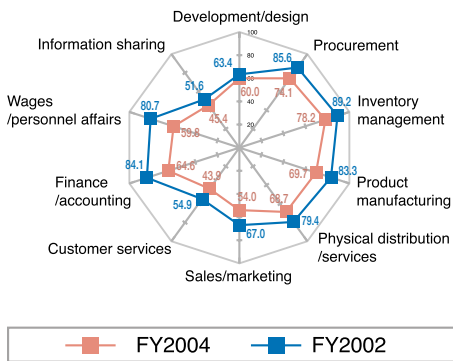 Development/design
Information sharing
Procurement
100
85.6
63.4
60.0
74.1
51.6
45.4
40
20
Wages
/personnel affairs
80.7
59.8
89.2
78.2
Inventory
management
84.1
64.6
69.7
83.3
Finance
/accounting
Product
manufacturing
43.9
54.9
54.0
67.0
68.7
79.4
Customer services
Physical distribution
/services
Sales/marketing
FY2004
FY2002